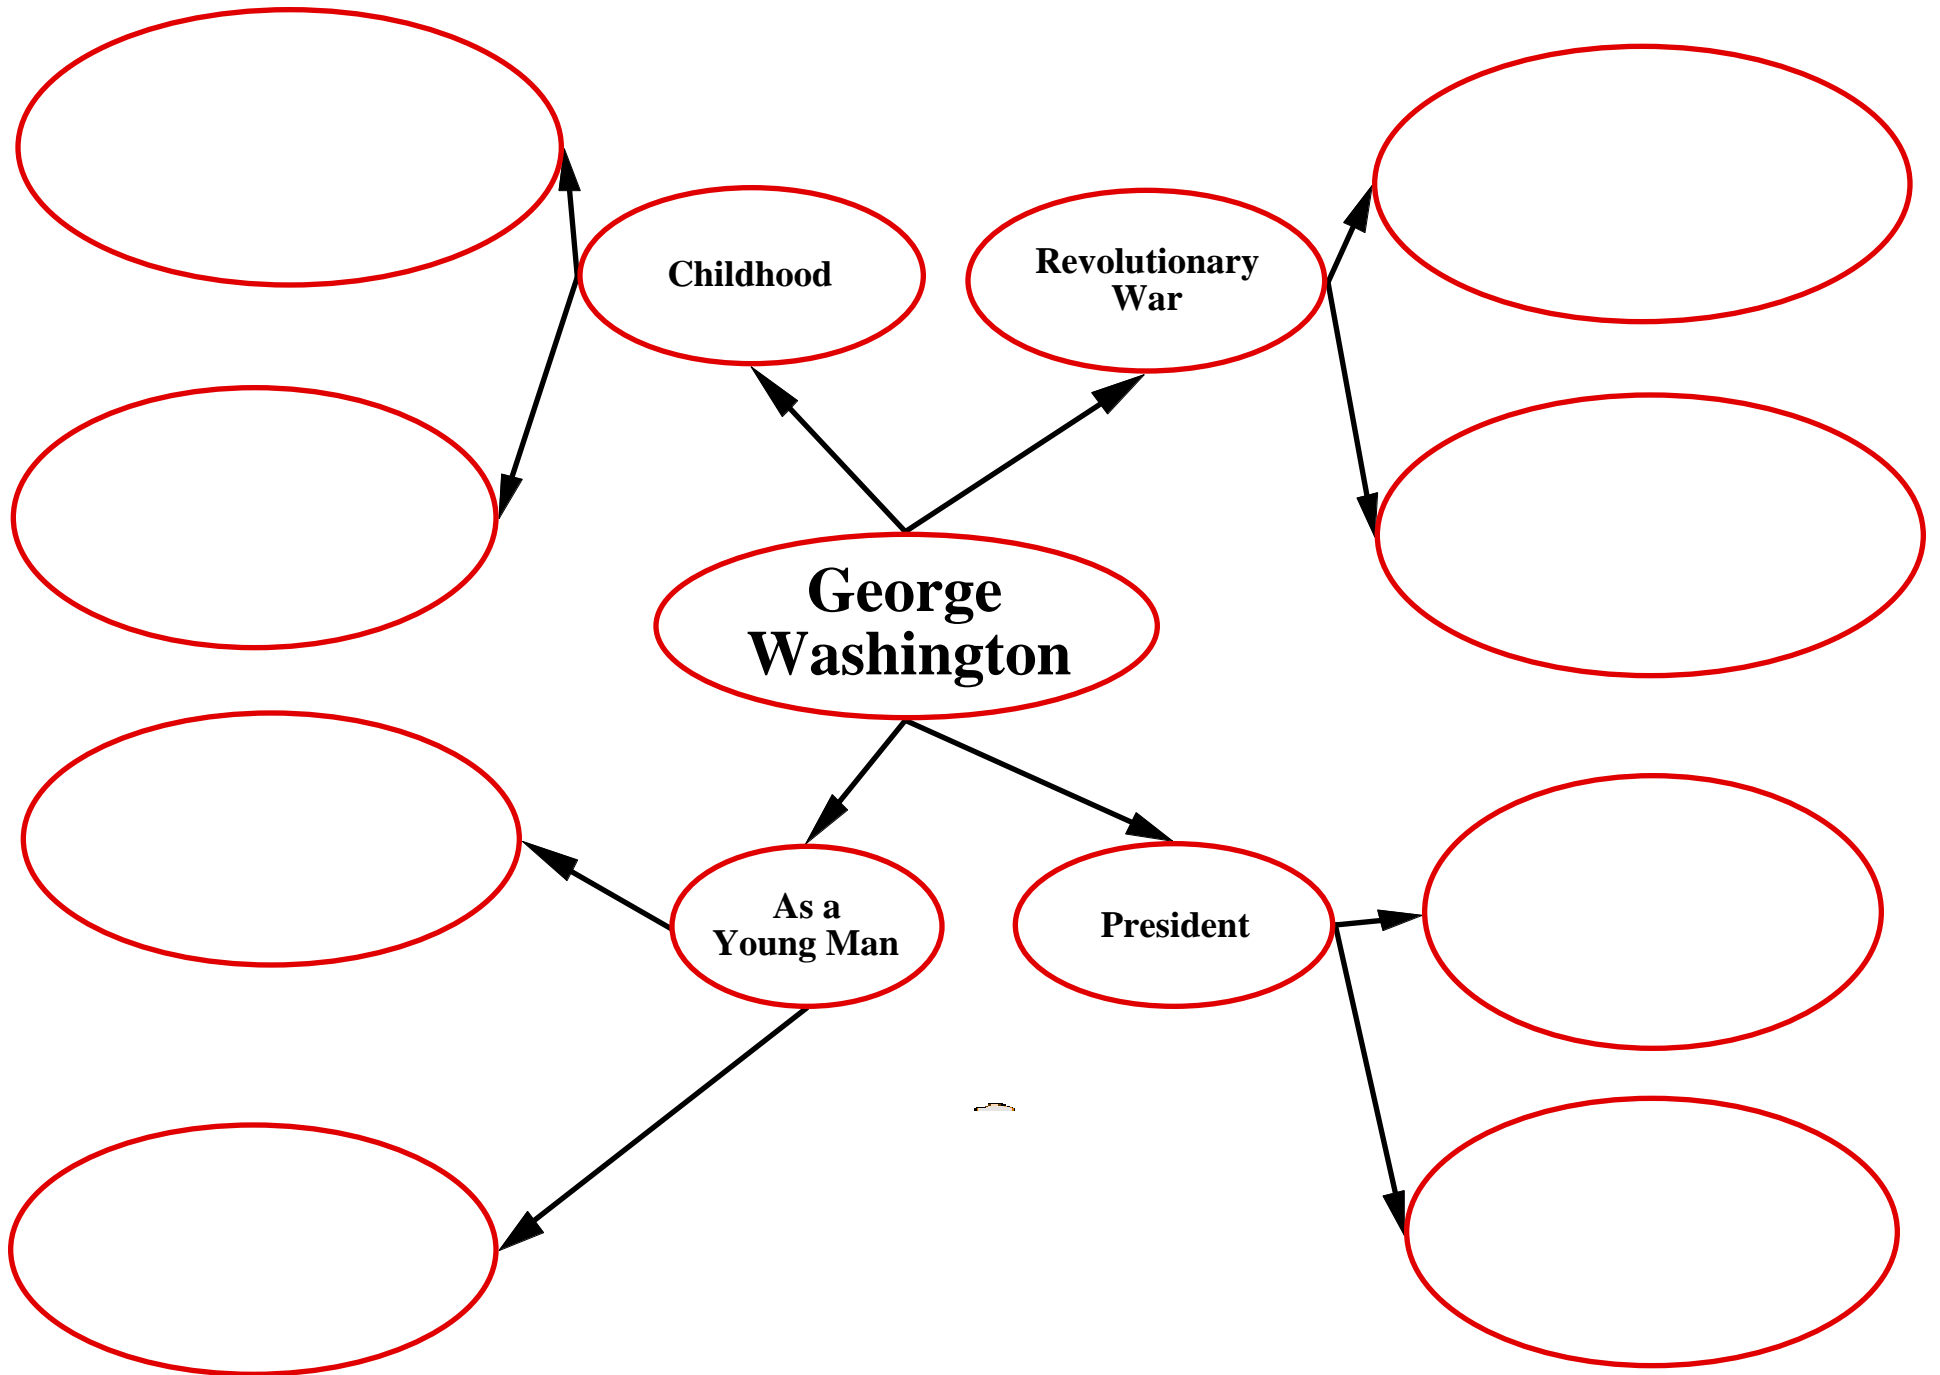 Childhood
Revolutionary
War
George
Washington
As a
Young Man
President